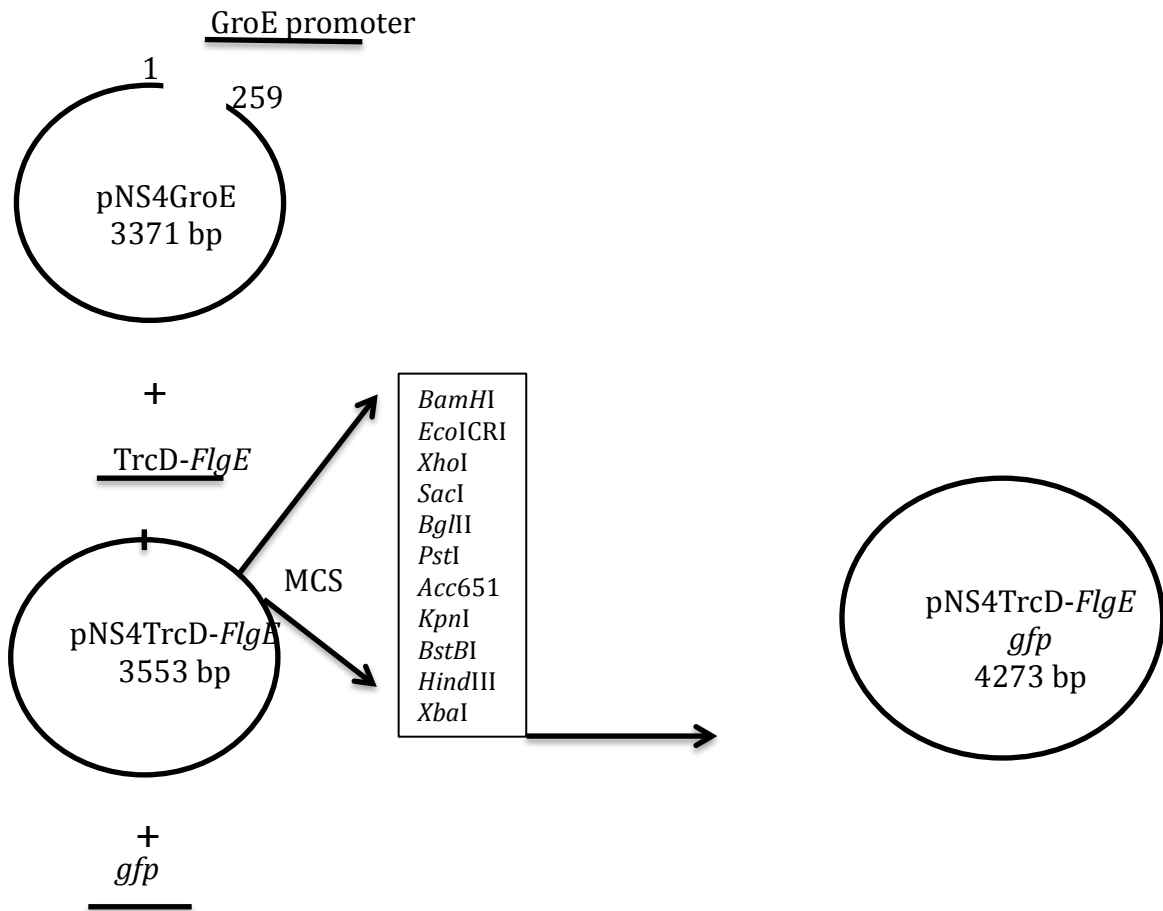 GroE promoter
1
259
pNS4GroE
3371 bp
+
TrcD-FlgE
pNS4TrcD-FlgE
3553 bp
MCS
BamHI
EcoICRI
XhoI
SacI
BglII
PstI
Acc651
KpnI
BstBI
HindIII
XbaI
+
gfp
pNS4TrcD-FlgE
gfp
4273 bp